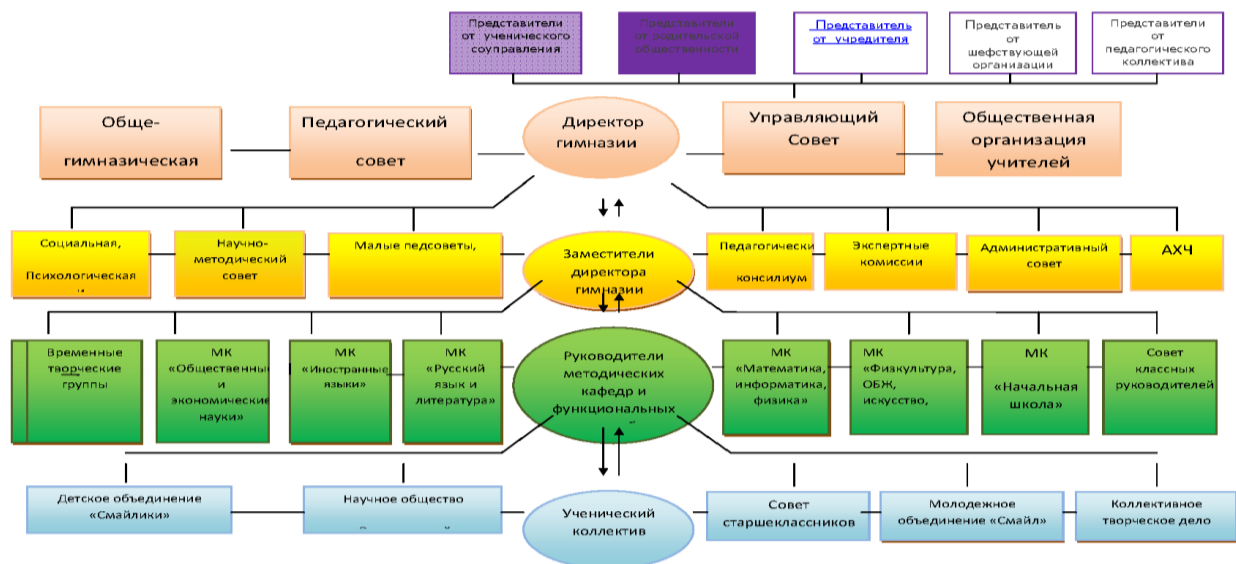 Представители
от ученического
соуправления
Представители
от родительской
общественности
Представитель
от учредителя
Представитель
от
шефствующей
организации
Представители
от
педагогического
коллектива
Обще-
гимназическая
Педагогический
совет
Директор
гимназии
Управляющий
Совет
Общественная
организация
учителей
Социальная,
Психологическая
Научно-
методический
совет
Малые педсоветы,
Заместители
директора
гимназии
Педагогически
консилиум
Экспертные
комиссии
Административный
совет
АХЧ
Временные
творческие
группы
МК
«Общественные
и
экономические
науки»
МК
«Иностранные
языки»
МК
«Русский
язык и
литература»
Руководители
методических
кафедр и
функциональных
МК
«Математика,
информатика,
физика»
МК
«Физкультура,
ОБЖ,
искусство,
МК
«Начальная
школа»
Совет
классных
руководителей
Детское объединение
«Смайлики»
Научное общество
Ученический
коллектив
Совет
старшеклассников
Молодежное
объединение «Смайл»
Коллективное
творческое дело